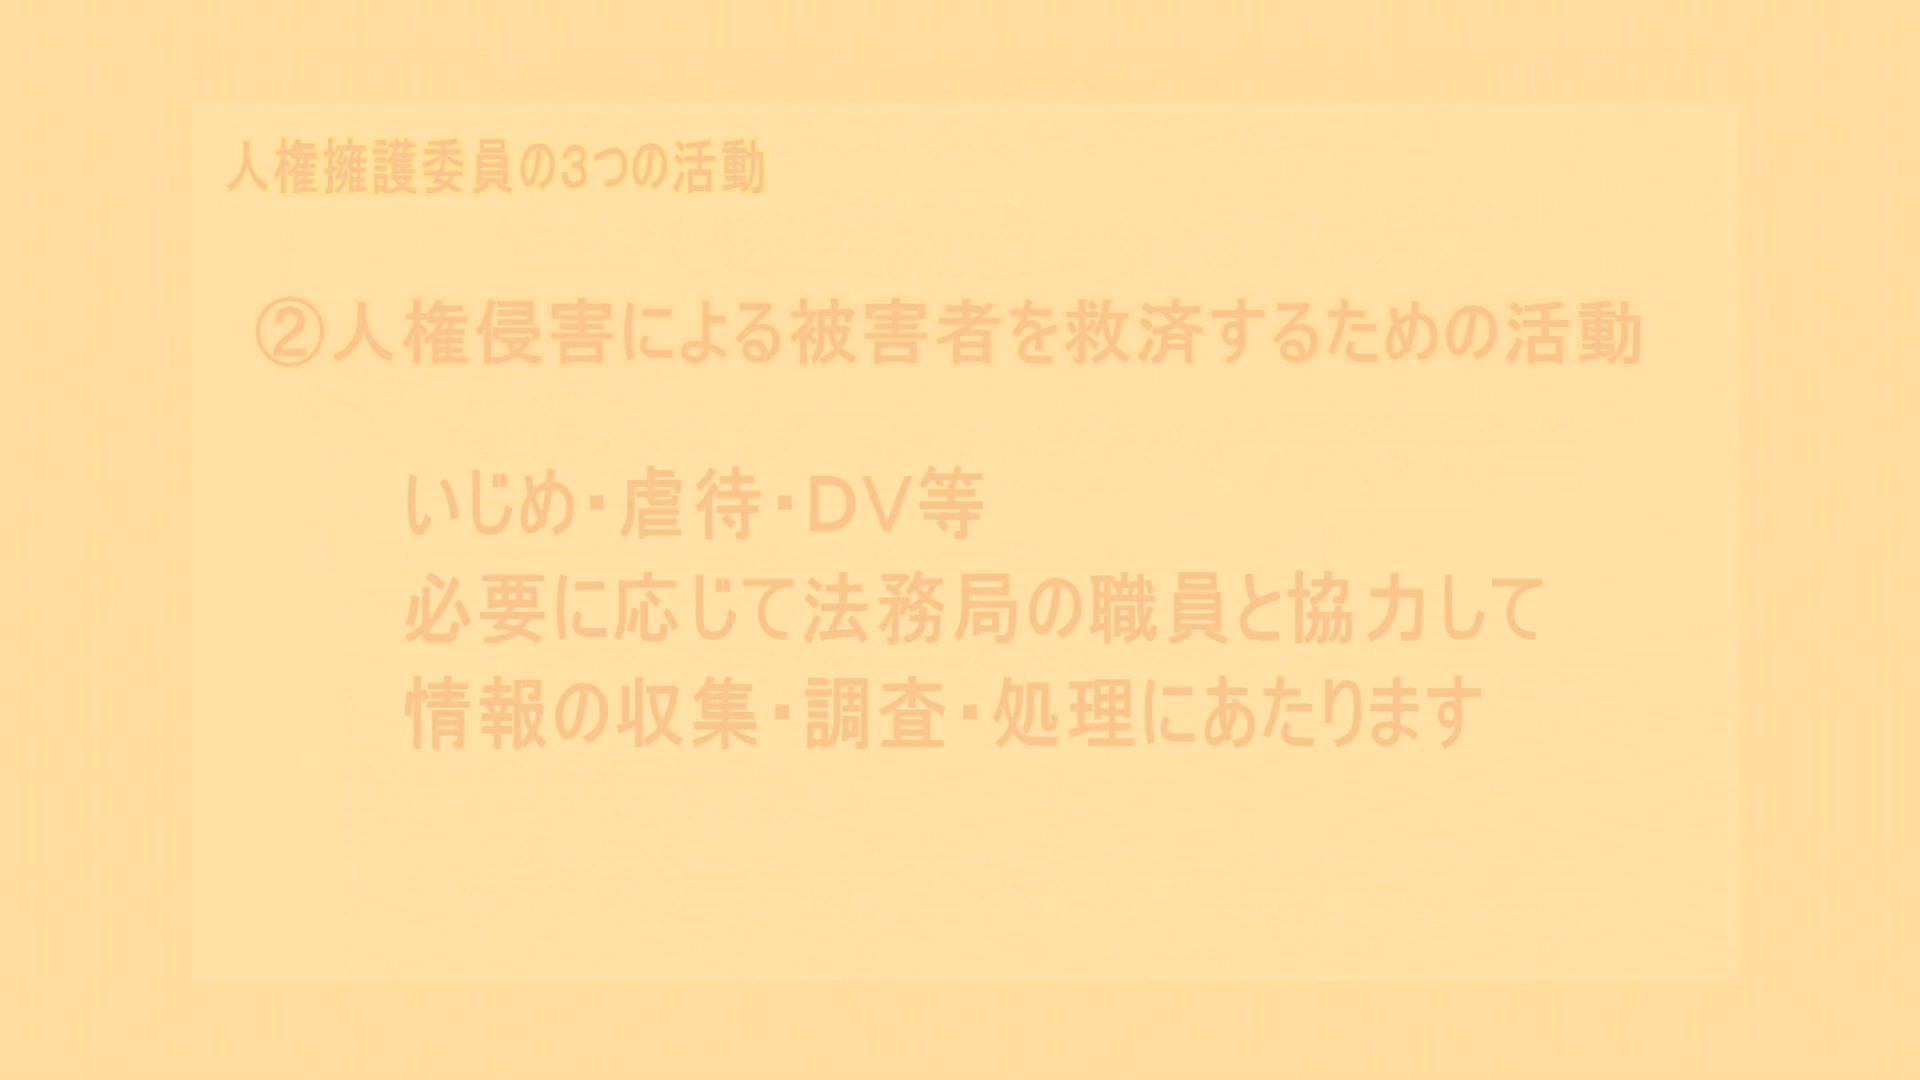 人権擁護委員の3つの活動
②人権侵害による被害者を救済するための活動
いじめ・虐待・DV等
必要に応じて法務局の職員と協力して
情報の収集・調査・処理にあたります